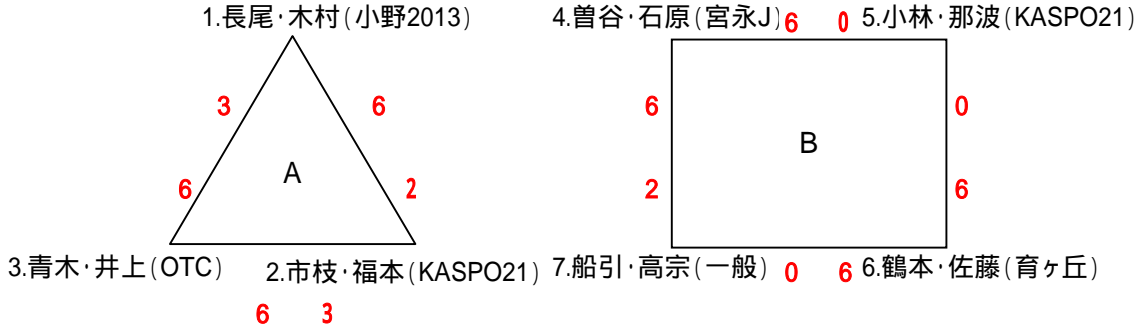 1.長尾・木村(小野2013)
4.曽谷・石原(宮永J) 6 0 5.小林・那波(KASPO21)
3 6 6 0
A B
6 2 2 6
3.青木・井上(OTC) 2.市枝・福本(KASPO21) 7.船引・高宗(一般) 0 6 6.鶴本・佐藤(育ヶ丘)
6 3